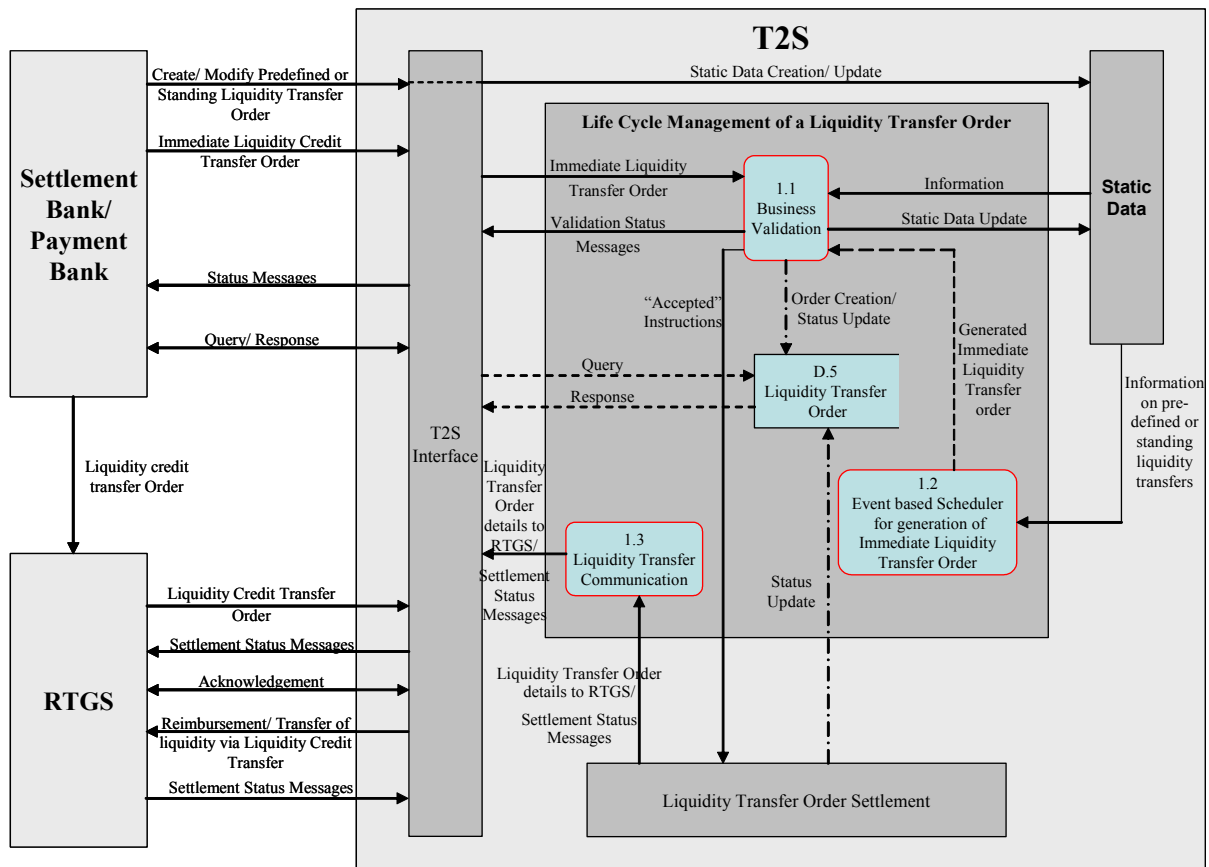 T2S
Create/ Modify Predefined or
Standing Liquidity Transfer
Order
Static Data Creation/ Update
Immediate Liquidity Credit
Transfer Order
Settlement
Bank/
Payment
Bank
Status Messages
Query/ Response
Liquidity credit
transfer Order
RTGS
Liquidity Credit Transfer
Order
Settlement Status Messages
Acknowledgement
Reimbursement/ Transfer of
liquidity via Liquidity Credit
Transfer
Settlement Status Messages
T2S
Interface
Life Cycle Management of a Liquidity Transfer Order
Immediate Liquidity
Transfer Order
Validation Status
Messages
1.1
Business
Validation
Information
Static Data Update
Static
Data
“Accepted”
Instructions
Order Creation/
Status Update
Generated
Immediate
Liquidity
Transfer
order
Query
Response
D.5
Liquidity Transfer
Order
Information
on pre-
defined or
standing
liquidity
transfers
Liquidity
Transfer
Order
details to
RTGS/
Settlement
Status
Messages
1.3
Liquidity Transfer
Communication
1.2
Event based Scheduler
for generation of
Immediate Liquidity
Transfer Order
Status
Update
Liquidity Transfer Order
details to RTGS/
Settlement Status
Messages
Liquidity Transfer Order Settlement